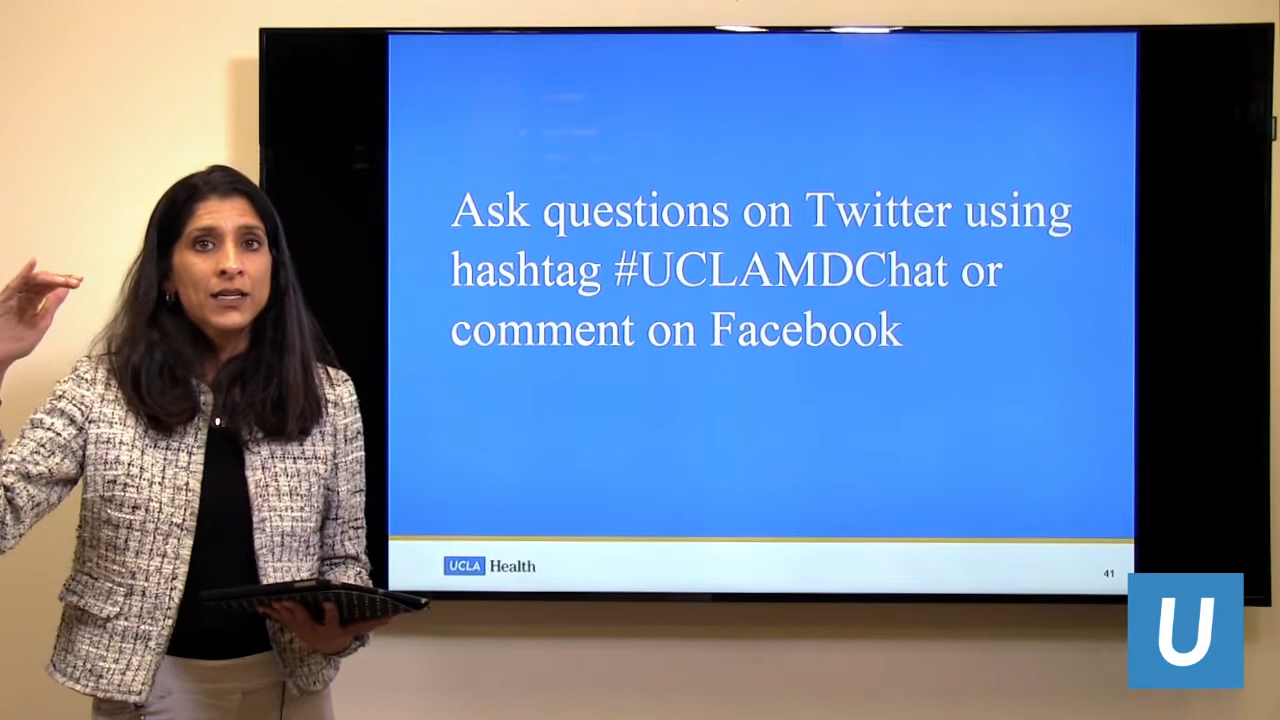 Ask questions on Twitter using
hashtag #UCLAMDChat or
comment on Facebook
UCLA Health
41
U